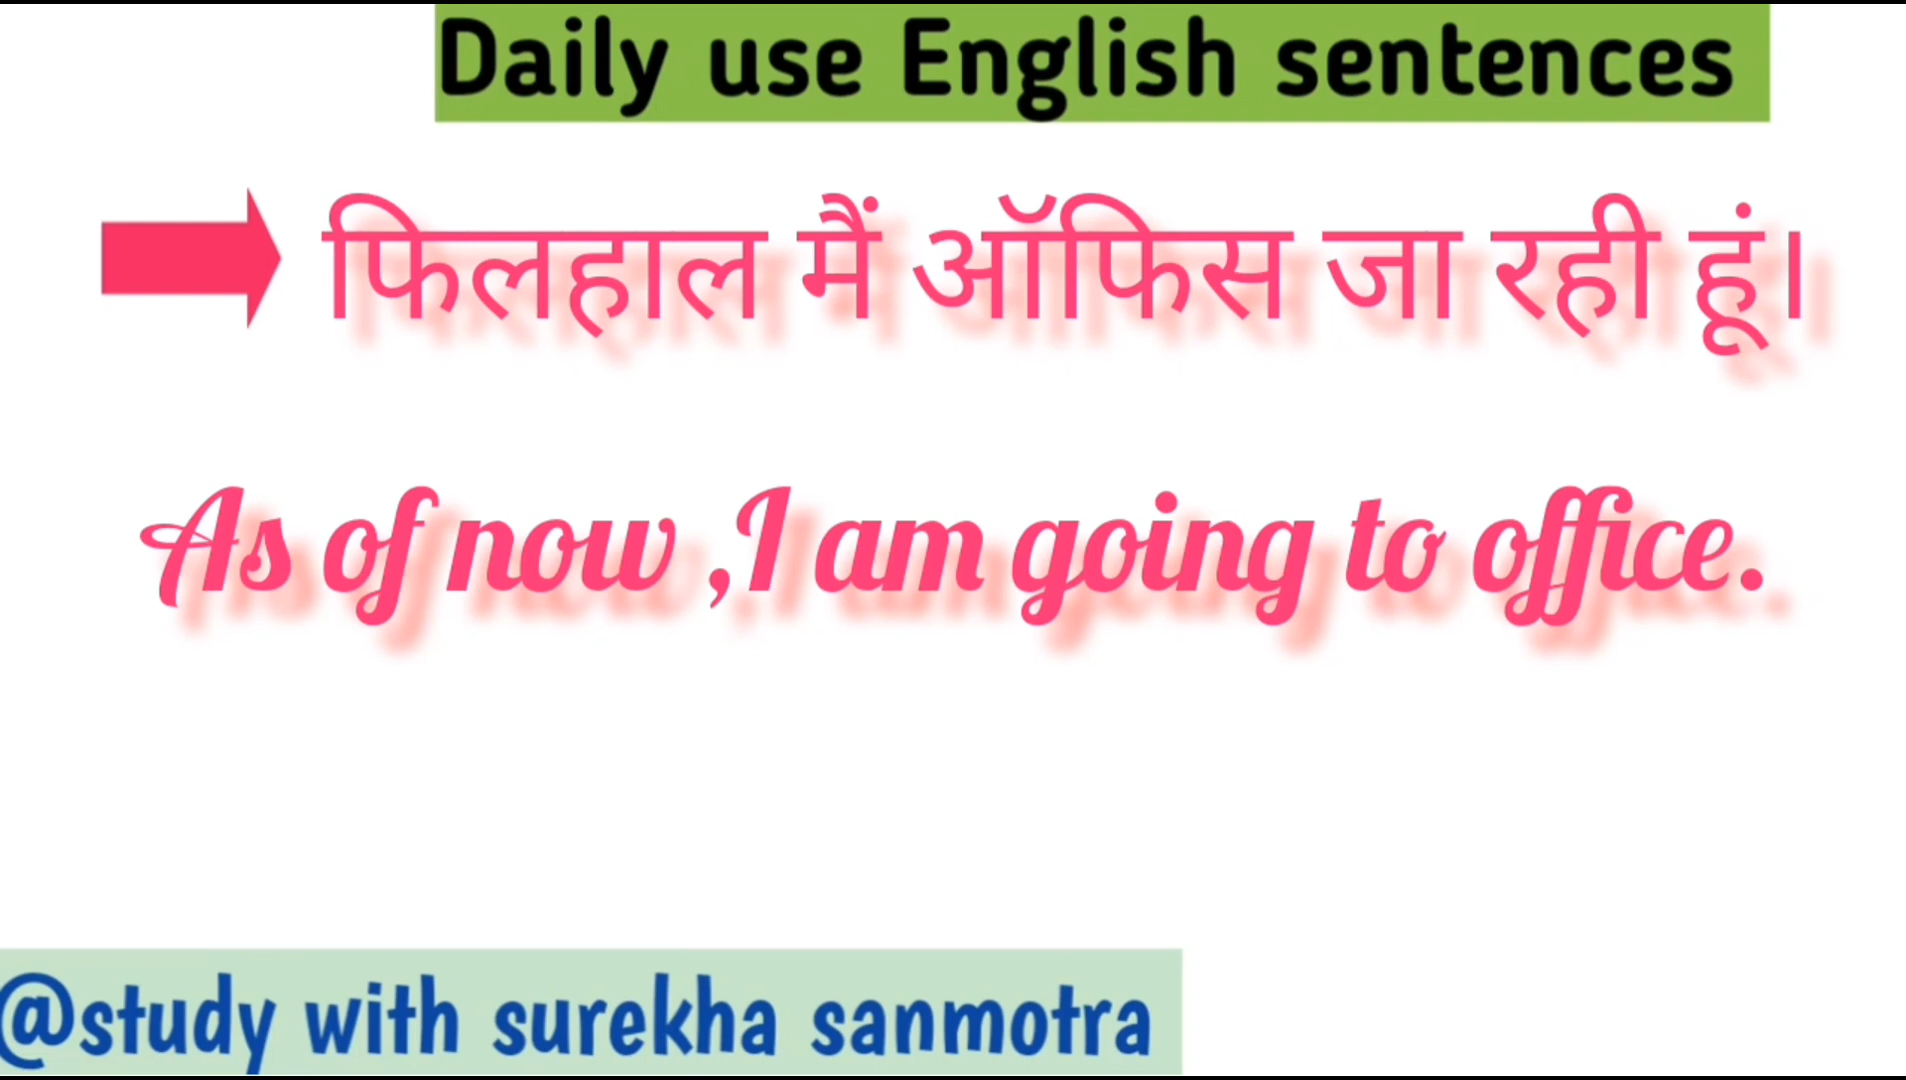 Daily use English sentences
फिलहाल मैं ऑफिस जा रही हूं।
As of now ,I am going to office.
@study with surekha sanmotra